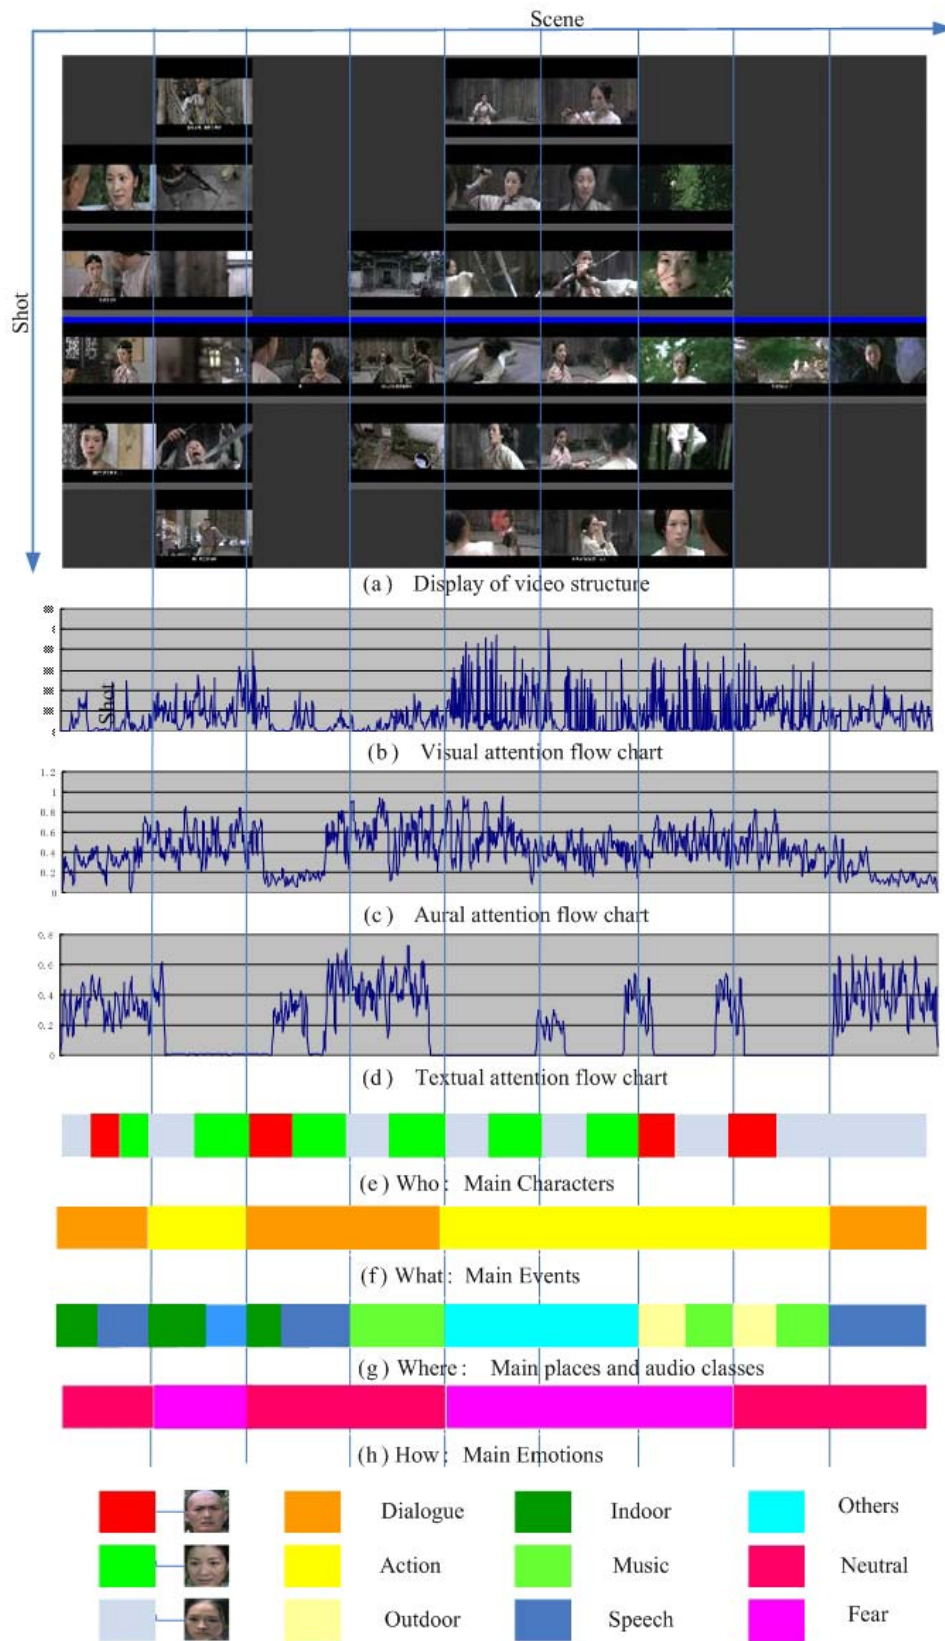 Scene
Shot
(a) Display of video structure
Shot
(b) Visual attention flow chart
1.2
1
0.8
0.6
0.4
0.2
0
(c) Aural attention flow chart
0.8
0.6
0.4
0.2
0
(d) Textual attention flow chart
(e) Who: Main Characters
(f) What: Main Events
(g) Where: Main places and audio classes
(h) How: Main Emotions
Dialogue Indoor Others
Action Music Neutral
Outdoor Speech Fear